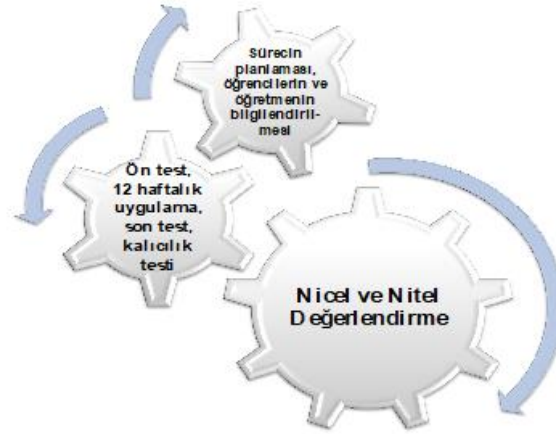 Sürecin
planlaması,
öğrencilerin ve
öğretmenin
bilgilendiril-
mesi
Ön test,
12 haftalık
uygulama,
son test,
kalıcılık
testi
Nicel ve Nitel
Değerlendirme